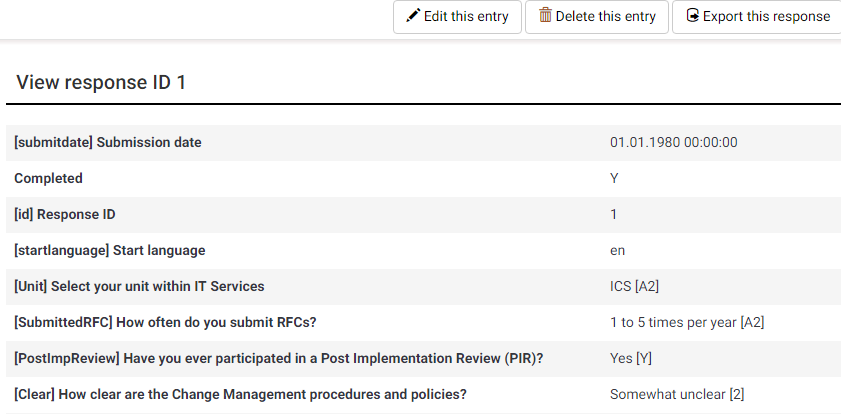 Edit this entry Delete this entry Export this response
View response ID 1
[submitdate] Submission date 01.01.1980 00:00:00
Completed Y
[id] Response ID 1
[startlanguage] Start language en
[Unit] Select your unit within IT Services ICS [A2]
[SubmittedRFC] How often do you submit RFCs? 1 to 5 times per year [A2]
[PostImpReview] Have you ever participated in a Post Implementation Review (PIR)? Yes [Y]
[Clear] How clear are the Change Management procedures and policies? Somewhat unclear [2]